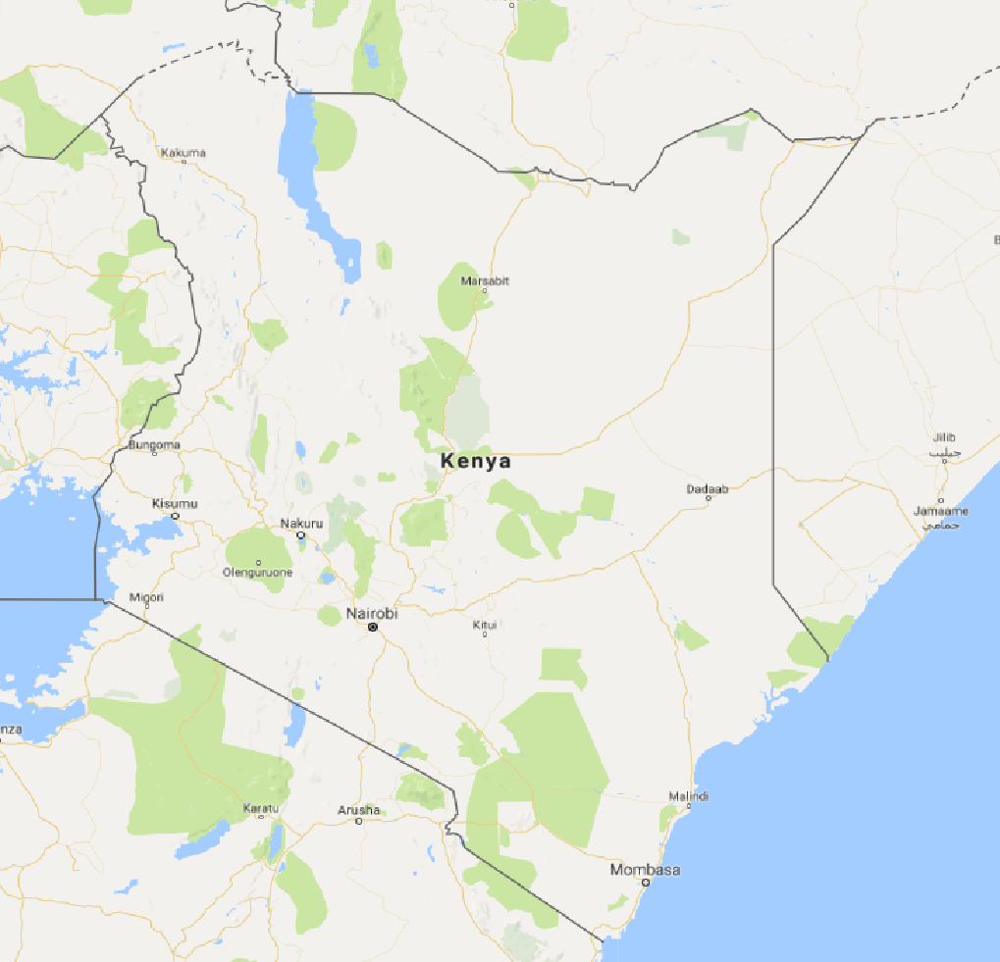 Kakuma
Marsabit
Jilib
جيليب
Bungoma
Kenya
Dadaab
Kisumu
Nakuru
Jamaame
جمامي
Olenguruone
Migori
Nairobi
Kitui
nza
Malindi
Karatu
Arusha
Mombasa